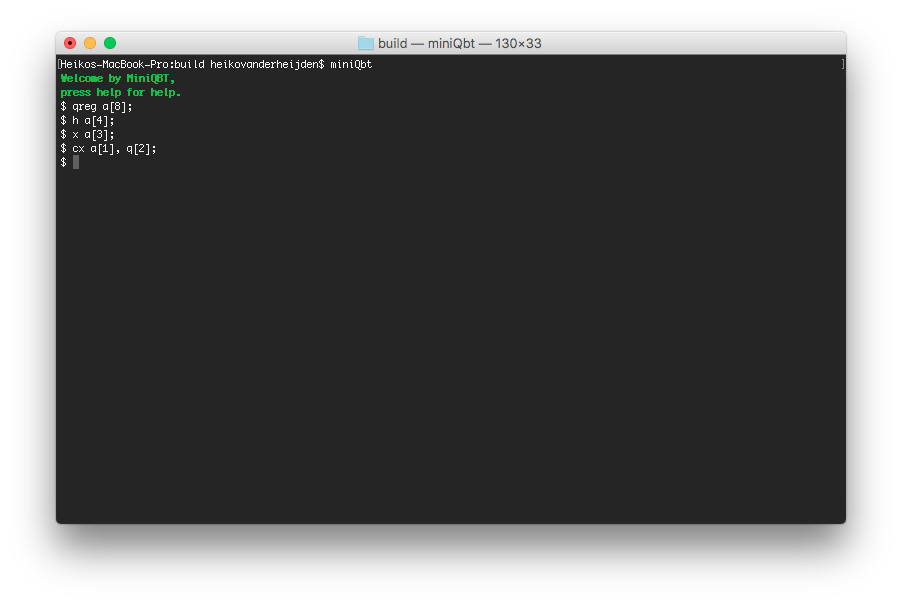 build — miniQbt — 130×33
[Heikos-MacBook-Pro:build heikovanderheijden$ miniQbt ]
Welcome by MiniQBT,
press help for help.
$ qreg a[8];
$ h a[4];
$ x a[3];
$ cx a[1], q[2];
$